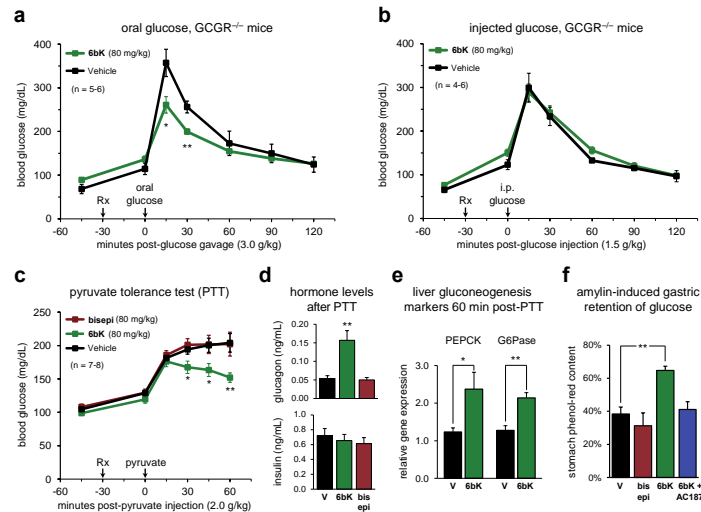 a
oral glucose, GCGR–/– mice
400
300
200
100
0
blood glucose (mg/dL)
6bK (80 mg/kg)
Vehicle
(n = 5-6)
*
**
Rx
oral
glucose
-60 -30 0 30 60 90 120
minutes post-glucose gavage (3.0 g/kg)
b
injected glucose, GCGR–/– mice
400
300
200
100
0
blood glucose (mg/dL)
6bK (80 mg/kg)
Vehicle
(n = 4-6)
Rx
i.p.
glucose
-60 -30 0 30 60 90 120
minutes post-glucose injection (1.5 g/kg)
c
pyruvate tolerance test (PTT)
250
200
150
100
50
0
blood glucose (mg/dL)
bisepi (80 mg/kg)
6bK (80 mg/kg)
Vehicle
(n = 7-8)
* * **
Rx pyruvate
-60 -30 0 30 60
minutes post-pyruvate injection (2.0 g/kg)
d
hormone levels
after PTT
0.20
0.15
0.10
0.05
0.00
glucagon (ng/mL)
**
1.0
0.8
0.6
0.4
0.2
0.0
insulin (ng/mL)
V 6bK bis
epi
e
liver gluconeogenesis
markers 60 min post-PTT
PEPCK G6Pase
* **
3.0
2.0
1.0
0.0
relative gene expression
V 6bK V 6bK
f
amylin-induced gastric
retention of glucose
**
80%
60%
40%
20%
0%
stomach phenol-red content
V bis 6bK 6bK +
epi AC187